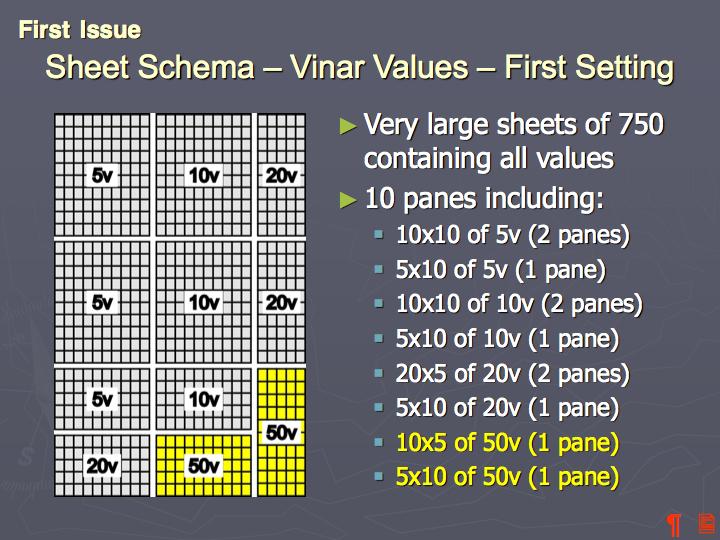 First Issue
Sheet Schema – Vinar Values – First Setting
5v 10v 20v
5v 10v 20v
5v 10v
50v
20v 50v
► Very large sheets of 750
containing all values
► 10 panes including:
▪ 10x10 of 5v (2 panes)
▪ 5x10 of 5v (1 pane)
▪ 10x10 of 10v (2 panes)
▪ 5x10 of 10v (1 pane)
▪ 20x5 of 20v (2 panes)
▪ 5x10 of 20v (1 pane)
▪ 10x5 of 50v (1 pane)
▪ 5x10 of 50v (1 pane)
¶